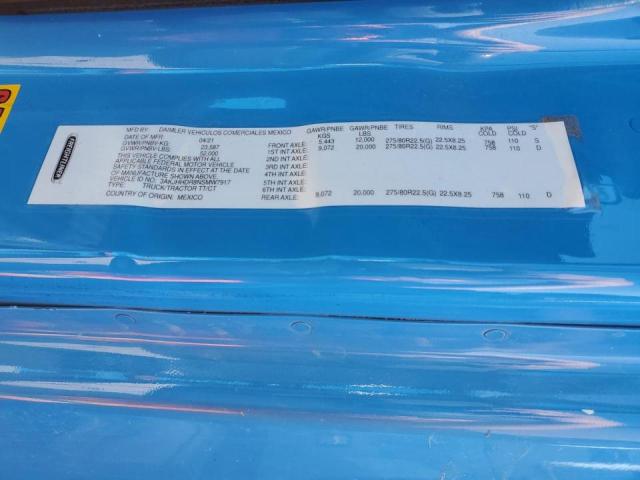 FREIGHTLINER
MFD BY: DAIMLER VEHICULOS COMERCIALES MEXICO
DATE OF MFR: 04/21
GVWR/PNBV-KG: 23,587
GVWR/PNBV-LBS: 52,000
THIS VEHICLE COMPLIES WITH ALL
APPLICABLE FEDERAL MOTOR VEHICLE
SAFETY STANDARDS IN EFFECT AT THE DATE
OF MANUFACTURE SHOWN ABOVE.
VEHICLE ID NO.:
TYPE: TRUCK/TRACTOR TT/CT
COUNTRY OF ORIGIN: MEXICO
GAWR/PNBE KGS GAWR/PNBE LBS TIRES RIMS KPA COLD PSI COLD "S"
FRONT AXLE: 5,443 12,000 275/80R22.5(G) 22.5X8.25 758 110 S
1ST INT AXLE: 9,072 20,000 275/80R22.5(G) 22.5X8.25 758 110 D
2ND INT AXLE:
3RD INT AXLE:
4TH INT AXLE:
5TH INT AXLE:
6TH INT AXLE:
REAR AXLE: 9,072 20,000 275/80R22.5(G) 22.5X8.25 758 110 D